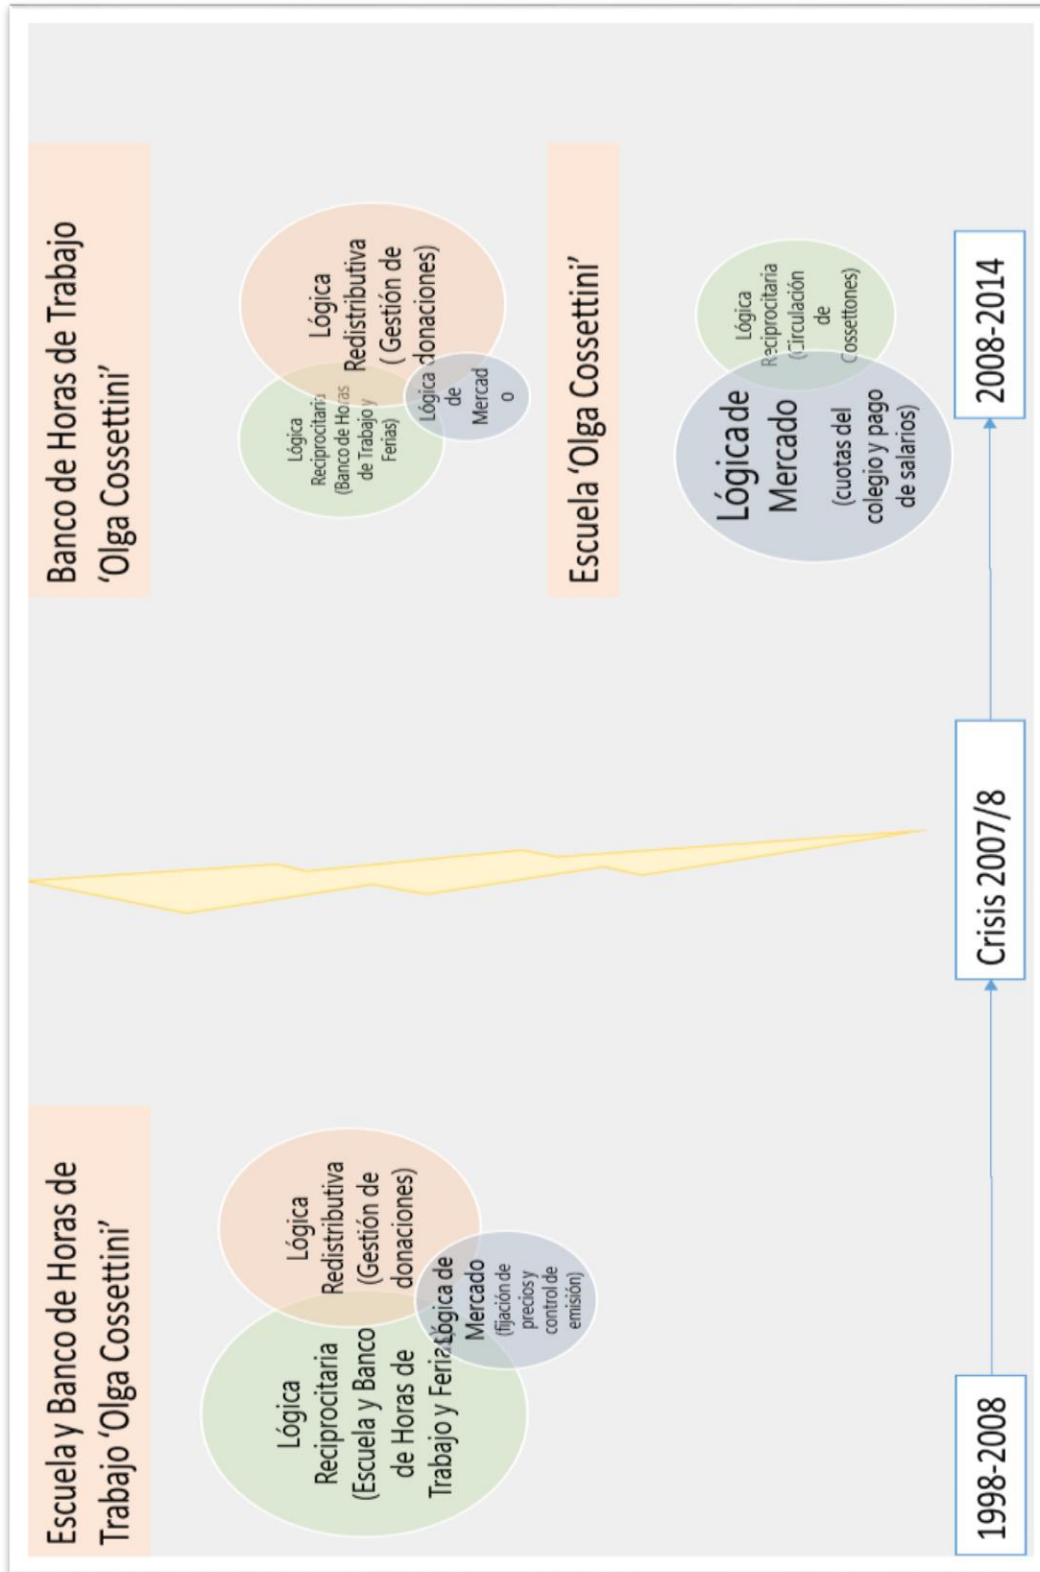 Escuela y Banco de Horas de
Trabajo ‘Olga Cossettini’
Lógica
Reciprocitaria
(Escuela y Banco
de Horas de
Trabajo y Ferias)
Lógica
Redistributiva
(Gestión de
donaciones)
Lógica de
Mercado
(fijación de
precios y
control de
emisión)
Banco de Horas de Trabajo
‘Olga Cossettini’
Lógica
Reciprocitaria
(Banco de Horas
de Trabajo y
Ferias)
Lógica
Redistributiva
( Gestión de
donaciones)
Lógica
de
Mercad
o
Escuela ‘Olga Cossettini’
Lógica de
Mercado
(cuotas del
colegio y pago
de salarios)
Lógica
Reciprocitaria
(Circulación
de
Cossettones)
1998-2008
Crisis 2007/8
2008-2014